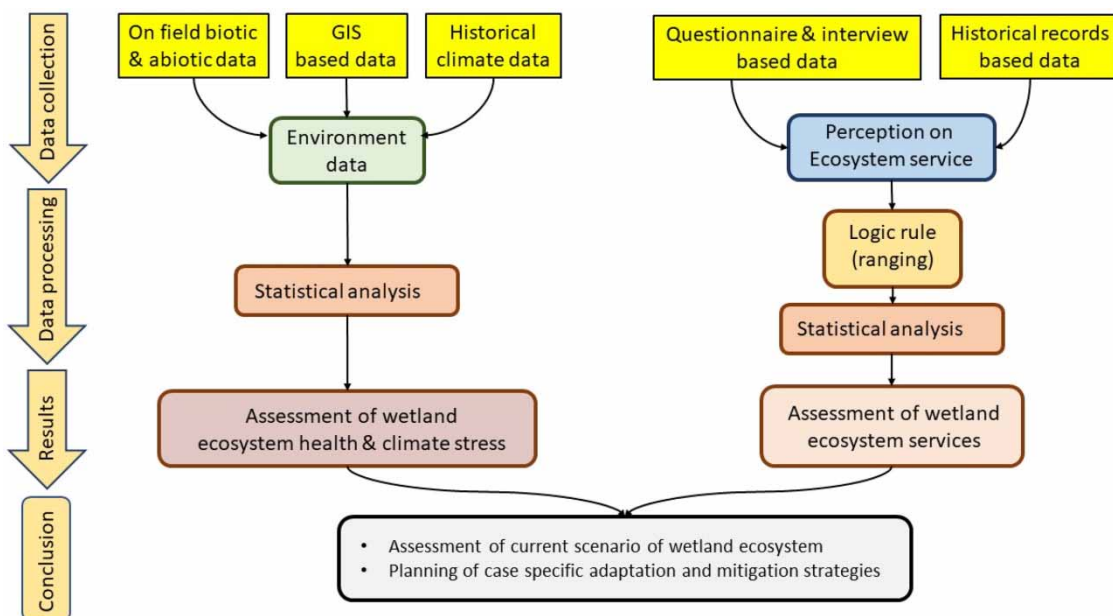 Data collection
On field biotic
& abiotic data
GIS
based data
Historical
climate data
Questionnaire & interview
based data
Historical records
based data
Environment
data
Perception on
Ecosystem service
Data processing
Logic rule
(ranging)
Statistical analysis
Statistical analysis
Results
Assessment of wetland
ecosystem health & climate stress
Assessment of wetland
ecosystem services
Conclusion
• Assessment of current scenario of wetland ecosystem
• Planning of case specific adaptation and mitigation strategies